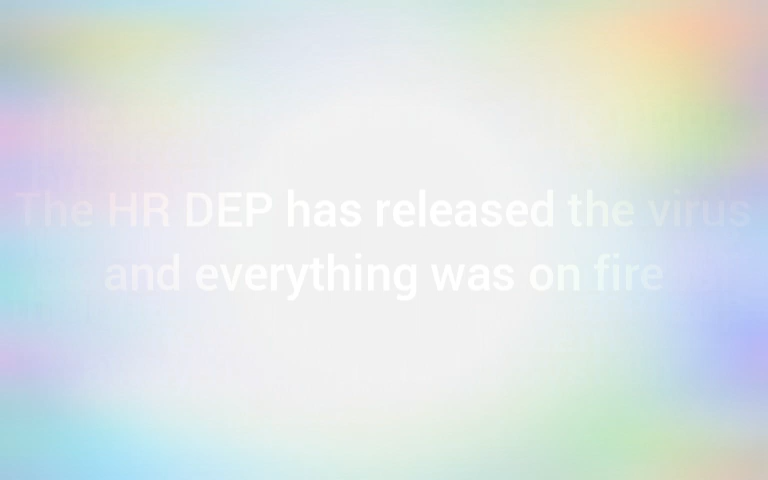 The HR DEP has released the virus
and everything was on fire